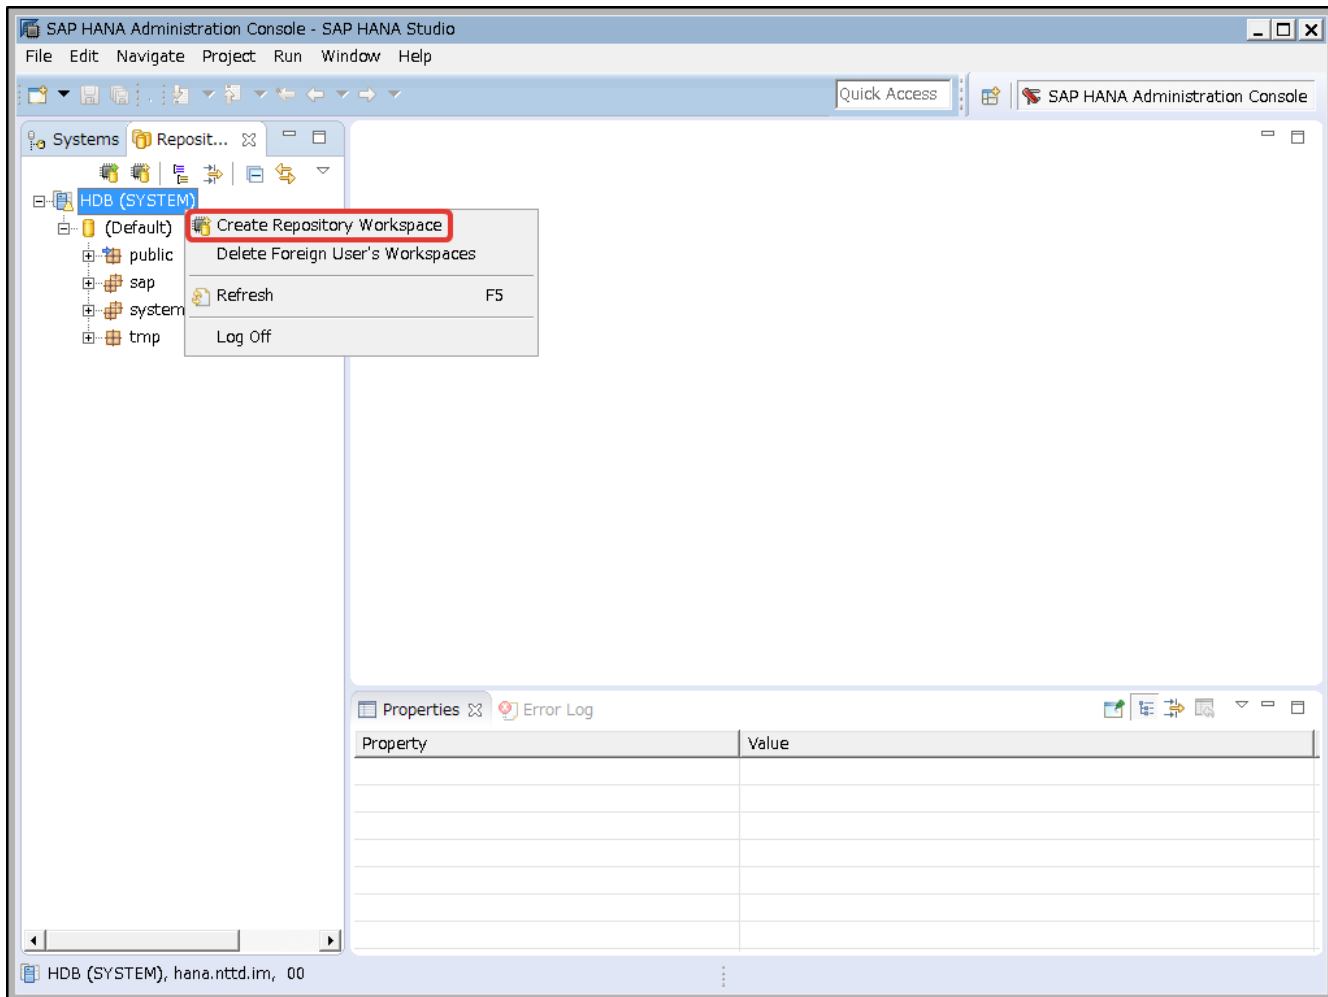 SAP HANA Administration Console - SAP HANA Studio
File Edit Navigate Project Run Window Help
Quick Access
SAP HANA Administration Console
Systems Reposit...
HDB (SYSTEM)
(Default)
public
sap
system
tmp
Create Repository Workspace
Delete Foreign User's Workspaces
Refresh F5
Log Off
Properties Error Log
Property Value
HDB (SYSTEM), hana.nttd.im, 00